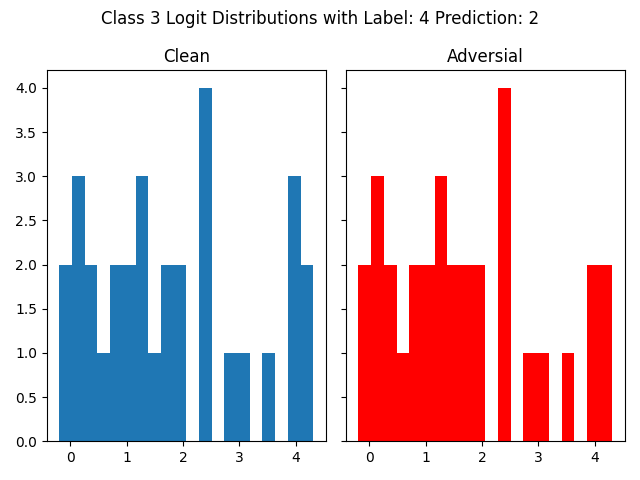 Class 3 Logit Distributions with Label: 4 Prediction: 2
Clean
Adversial
4.0
3.5
3.0
2.5
2.0
1.5
1.0
0.5
0.0
0 1 2 3 4
0 1 2 3 4